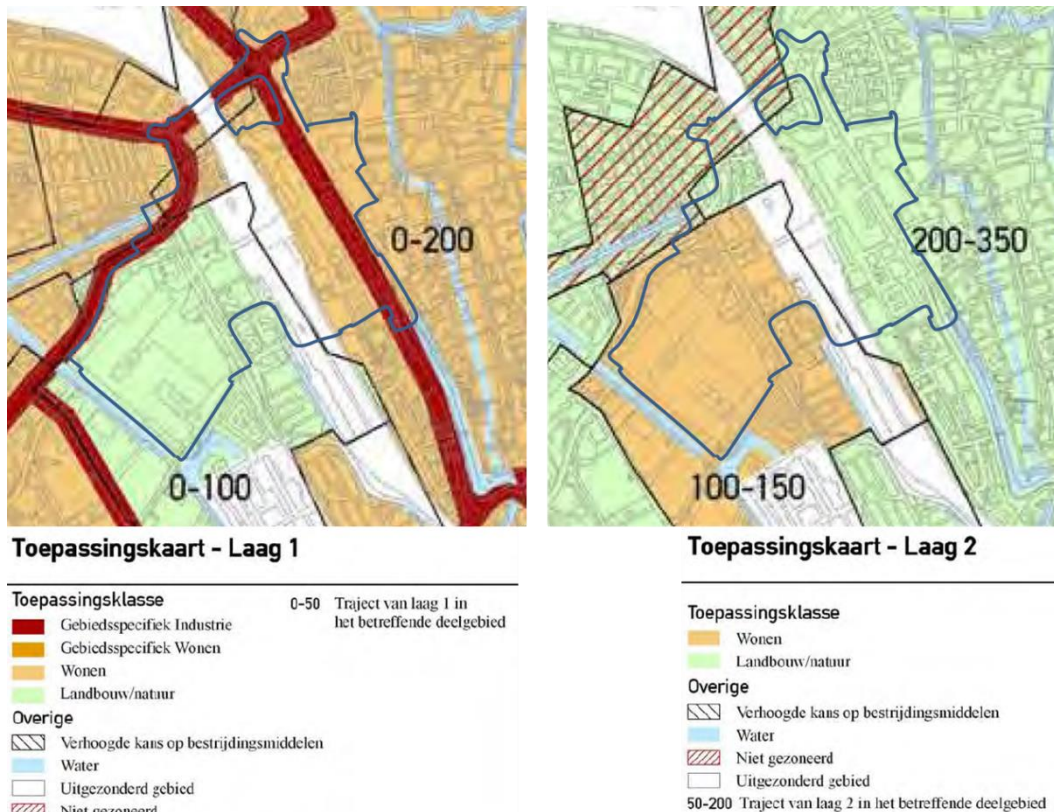 0-200
0-100
200-350
100-150
Toepassingskaart - Laag 1
Toepassingsklasse
Gebiedsspecifiek Industrie
Gebiedsspecifiek Wonen
Wonen
Landbouw/natuur
Overige
Verhoogde kans op bestrijdingsmiddelen
Water
Uitgezonderd gebied
Niet gezoneerd
0-50 Traject van laag 1 in
het betreffende deelgebied
Toepassingskaart - Laag 2
Toepassingsklasse
Wonen
Landbouw/natuur
Overige
Verhoogde kans op bestrijdingsmiddelen
Water
Niet gezoneerd
Uitgezonderd gebied
50-200 Traject van laag 2 in het betreffende deelgebied